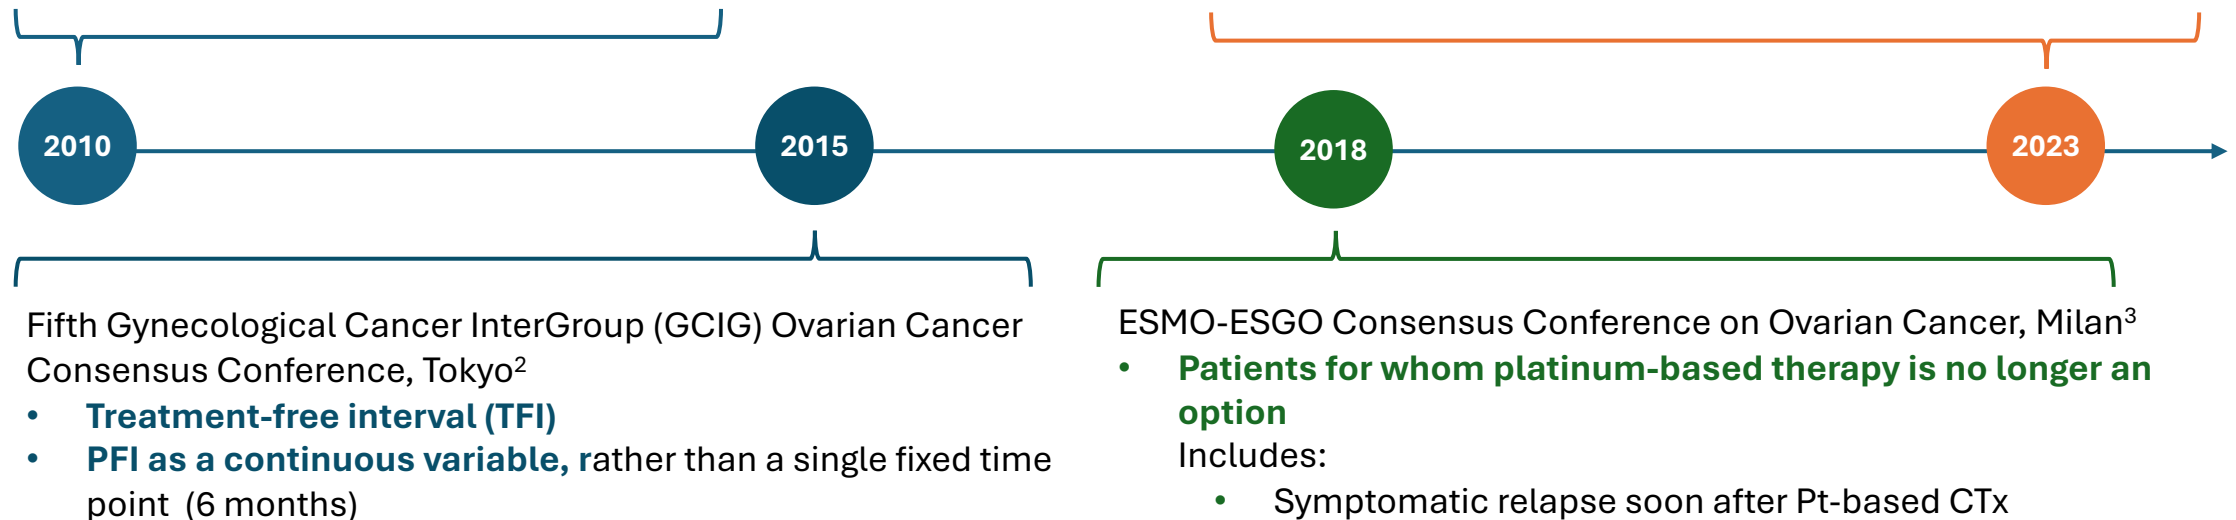 2010
2015
2018
2023
Fifth Gynecological Cancer InterGroup (GCIG) Ovarian Cancer
Consensus Conference, Tokyo²
• Treatment-free interval (TFI)
• PFI as a continuous variable, rather than a single fixed time
point (6 months)
ESMO-ESGO Consensus Conference on Ovarian Cancer, Milan³
• Patients for whom platinum-based therapy is no longer an
option
Includes:
• Symptomatic relapse soon after Pt-based CTx